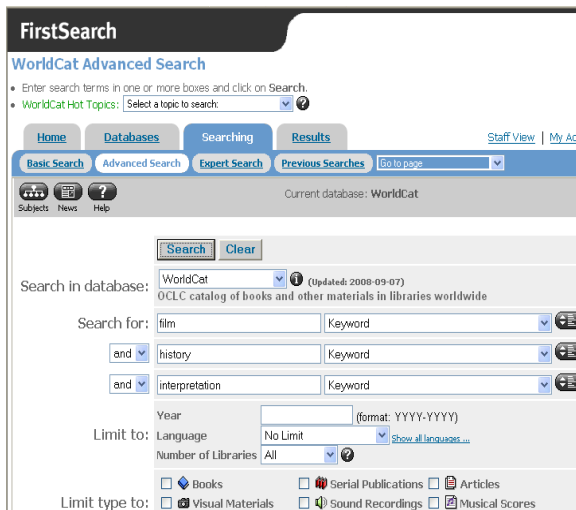 FirstSearch
WorldCat Advanced Search
Enter search terms in one or more boxes and click on Search.
WorldCat Hot Topics: Select a topic to search:
Home Databases Searching Results Staff View | My Ac
Basic Search Advanced Search Expert Search Previous Searches Go to page
Subjects News Help Current database: WorldCat
Search Clear
Search in database: WorldCat (Updated: 2008-09-07)
OCLC catalog of books and other materials in libraries worldwide
Search for: film Keyword
and history Keyword
and interpretation Keyword
Year (format: YYYY-YYYY)
Limit to: Language No Limit Show all languages ...
Number of Libraries All
Books Serial Publications Articles
Limit type to: Visual Materials Sound Recordings Musical Scores